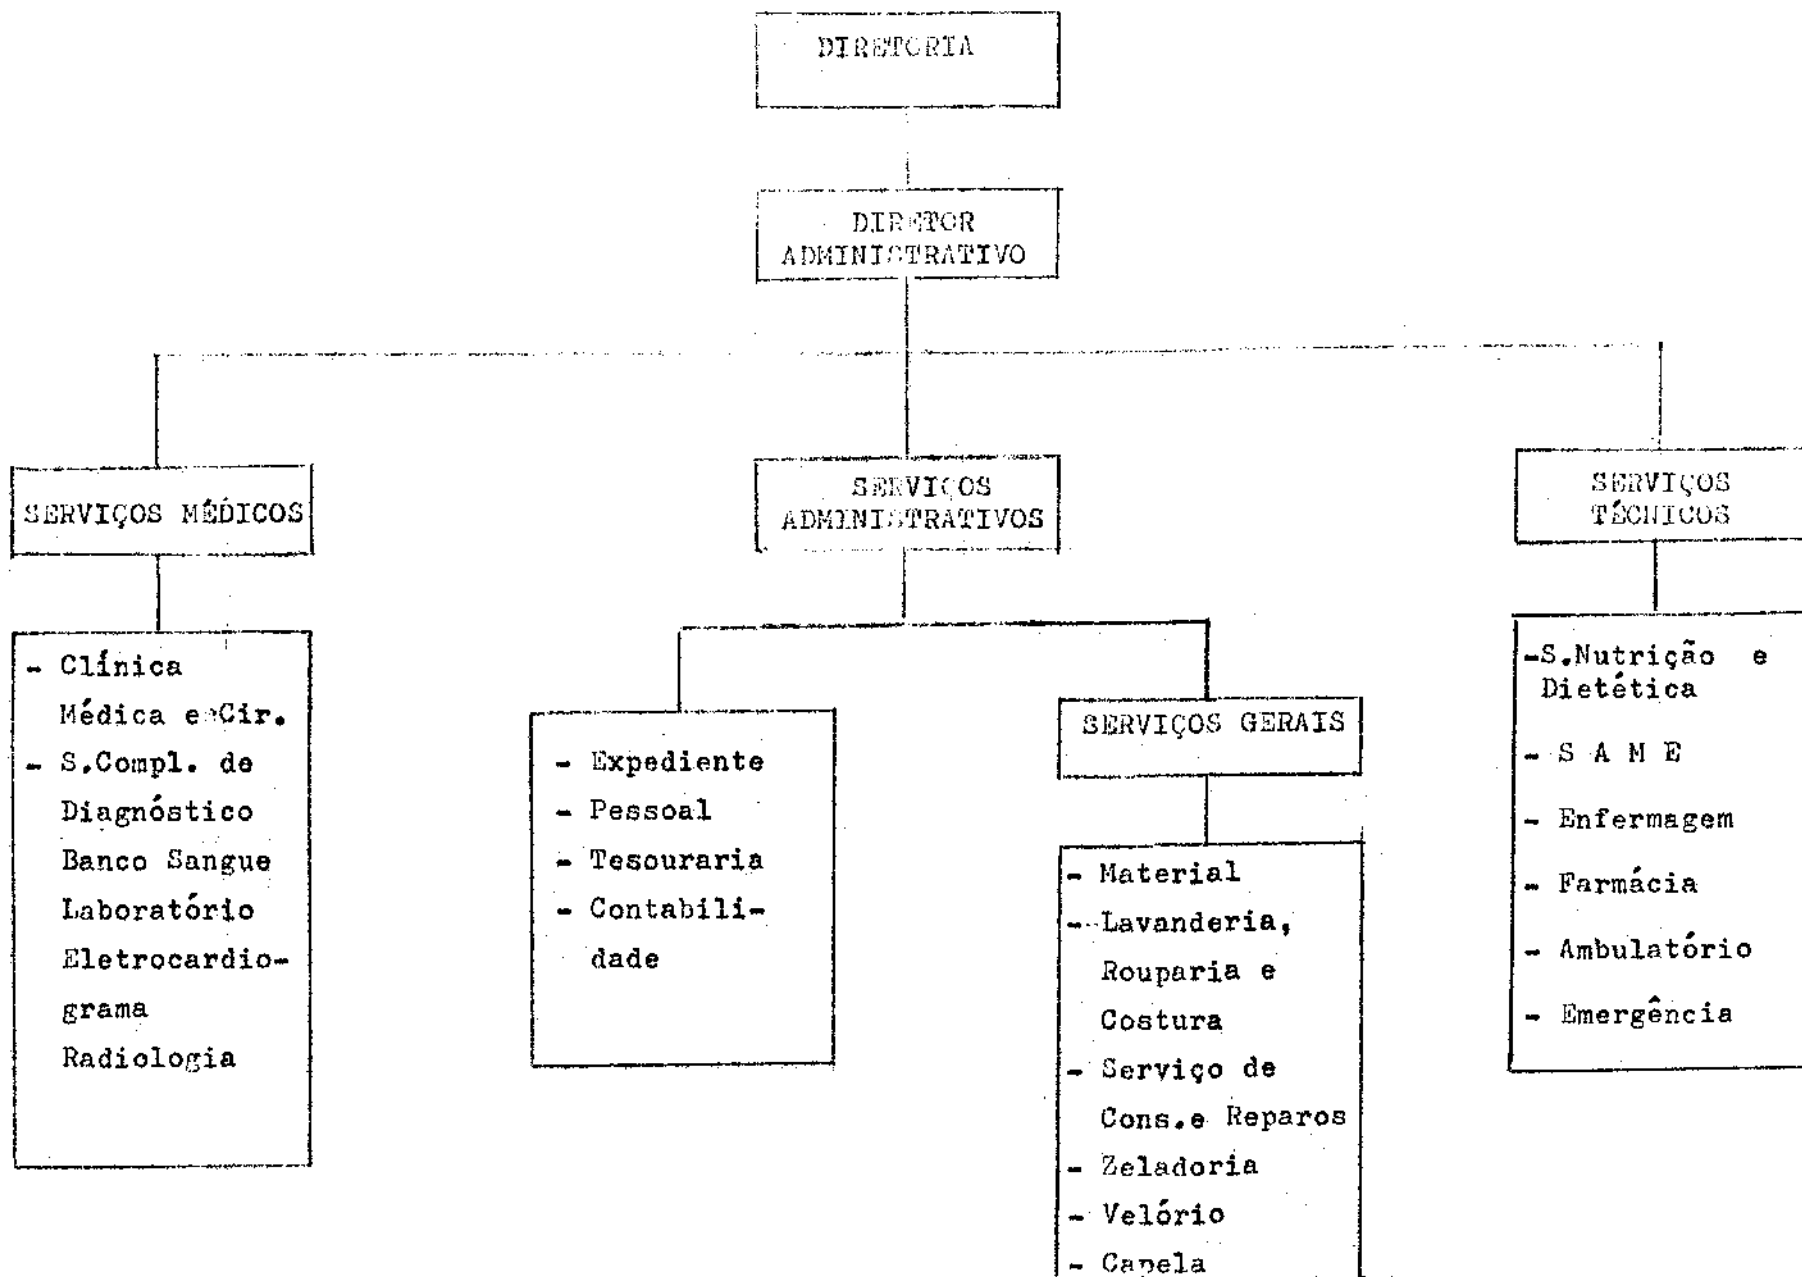 DIRETORIA
DIRETOR
ADMINISTRATIVO
SERVIÇOS MÉDICOS
- Clínica
Médica e Cir.
- S.Compl. de
Diagnóstico
Banco Sangue
Laboratório
Eletrocardio-
grama
Radiologia
SERVIÇOS
ADMINISTRATIVOS
- Expediente
- Pessoal
- Tesouraria
- Contabili-
dade
SERVIÇOS GERAIS
- Material
- Lavanderia,
Rouparia e
Costura
- Serviço de
Cons.e Reparos
- Zeladoria
- Velório
- Capela
SERVIÇOS
TÉCNICOS
-S.Nutrição e
Dietética
- S A M E
- Enfermagem
- Farmácia
- Ambulatório
- Emergência